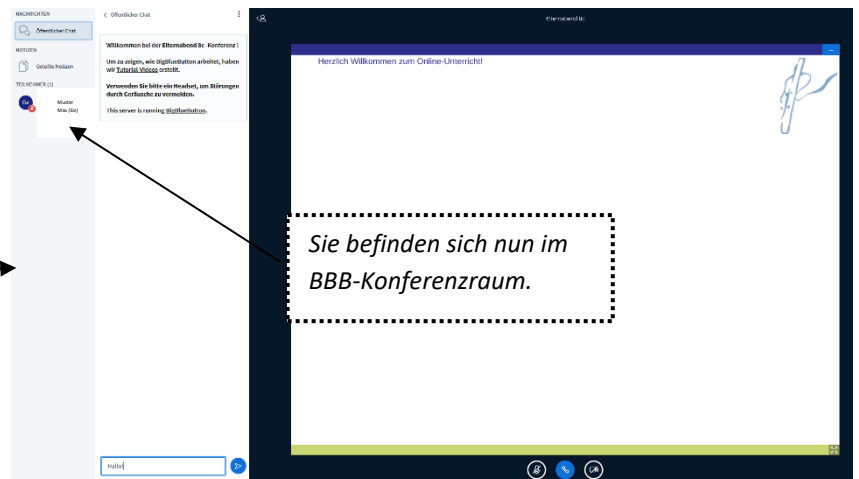 NACHRICHTEN
Öffentlicher Chat
NOTIZEN
Geteilte Notizen
TEILNEHMER (1)
Ge
Muster
Max (Sie)
Öffentlicher Chat
Willkommen bei der Elternabend 8c -Konferenz!
Um zu zeigen, wie BigBlueButton arbeitet, haben
wir Tutorial Videos erstellt.
Verwenden Sie bitte ein Headset, um Störungen
durch Geräusche zu vermeiden.
This server is running BigBlueButton.
Hallo!
Elternabend 8c
Herzlich Willkommen zum Online-Unterricht!
Sie befinden sich nun im
BBB-Konferenzraum.